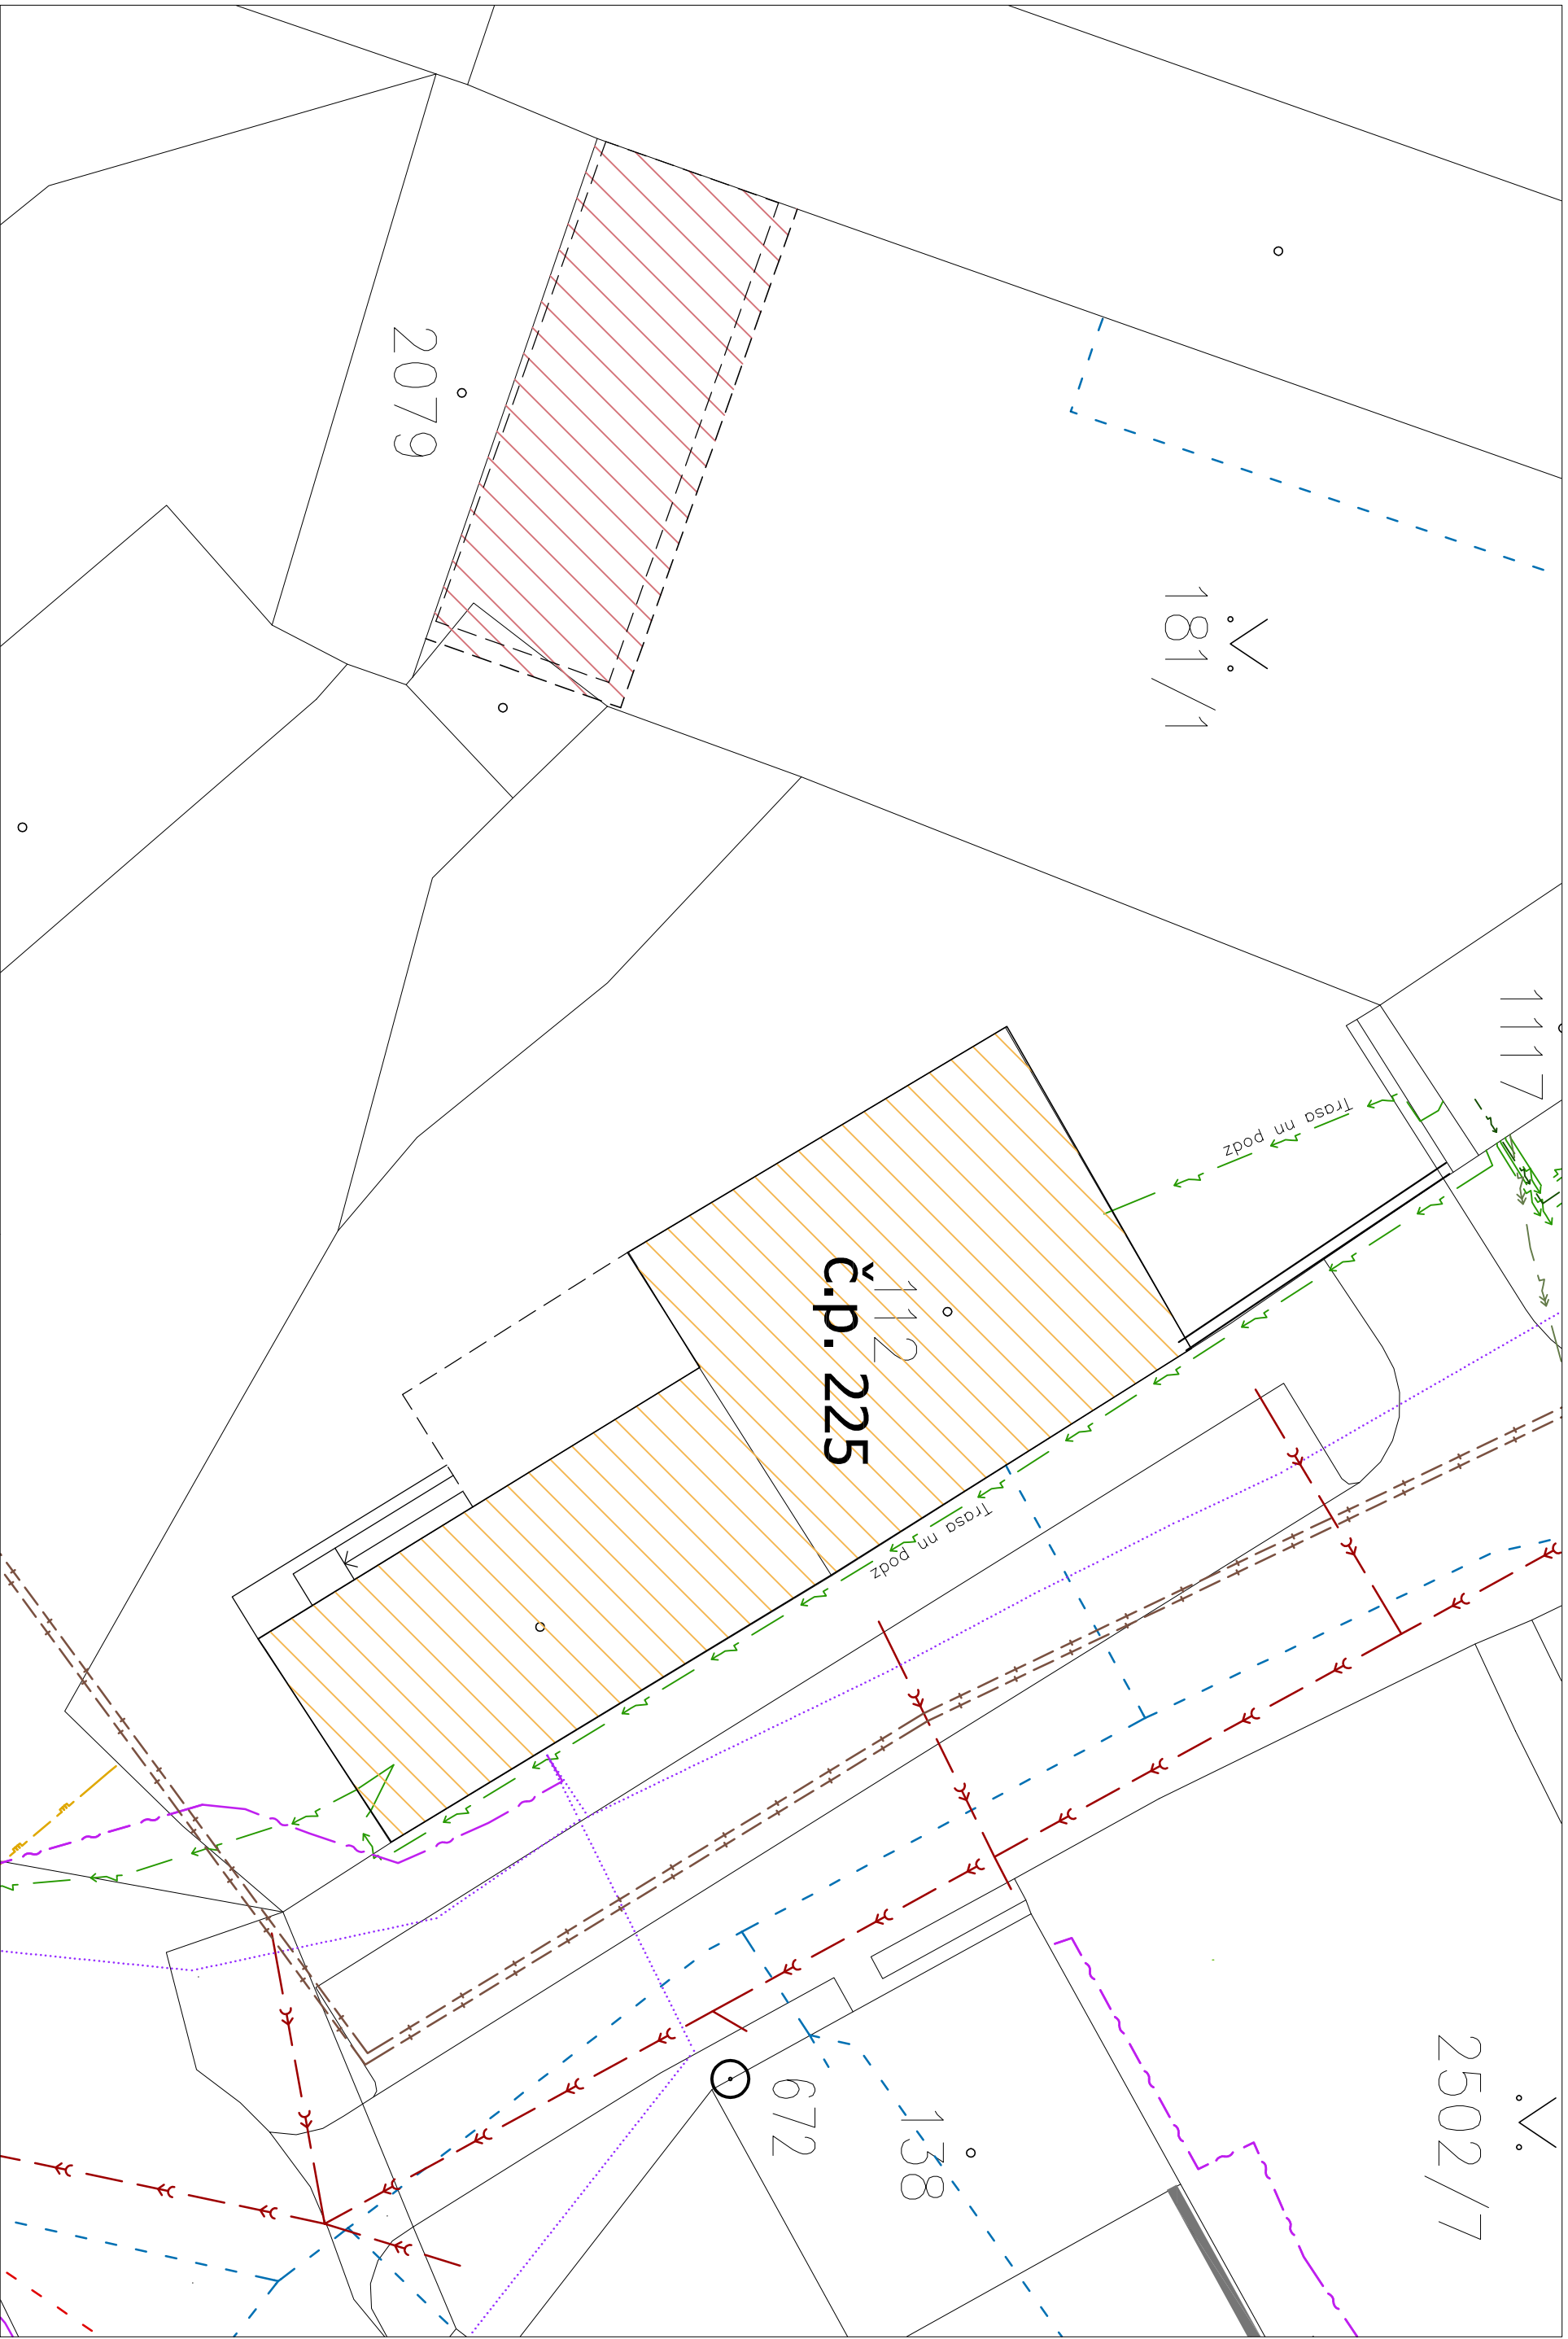 2079
181/1
1117
Trasa nn podz
112
č.p. 225
Trasa nn podz
672
138
2502/7